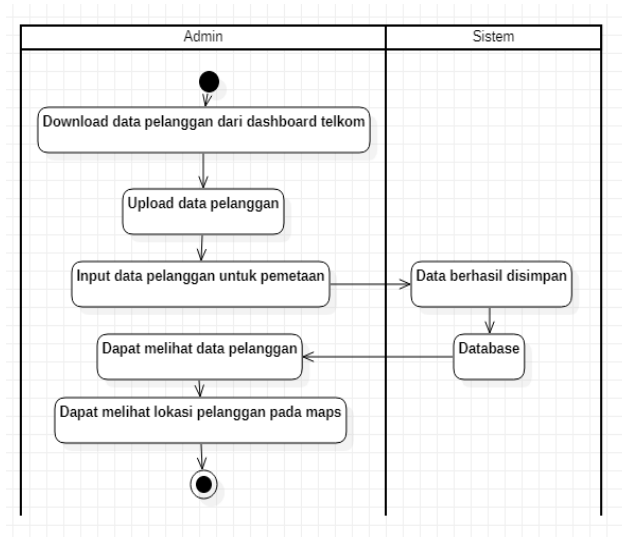 Admin
Sistem
Download data pelanggan dari dashboard telkom
Upload data pelanggan
Input data pelanggan untuk pemetaan
Data berhasil disimpan
Dapat melihat data pelanggan
Database
Dapat melihat lokasi pelanggan pada maps